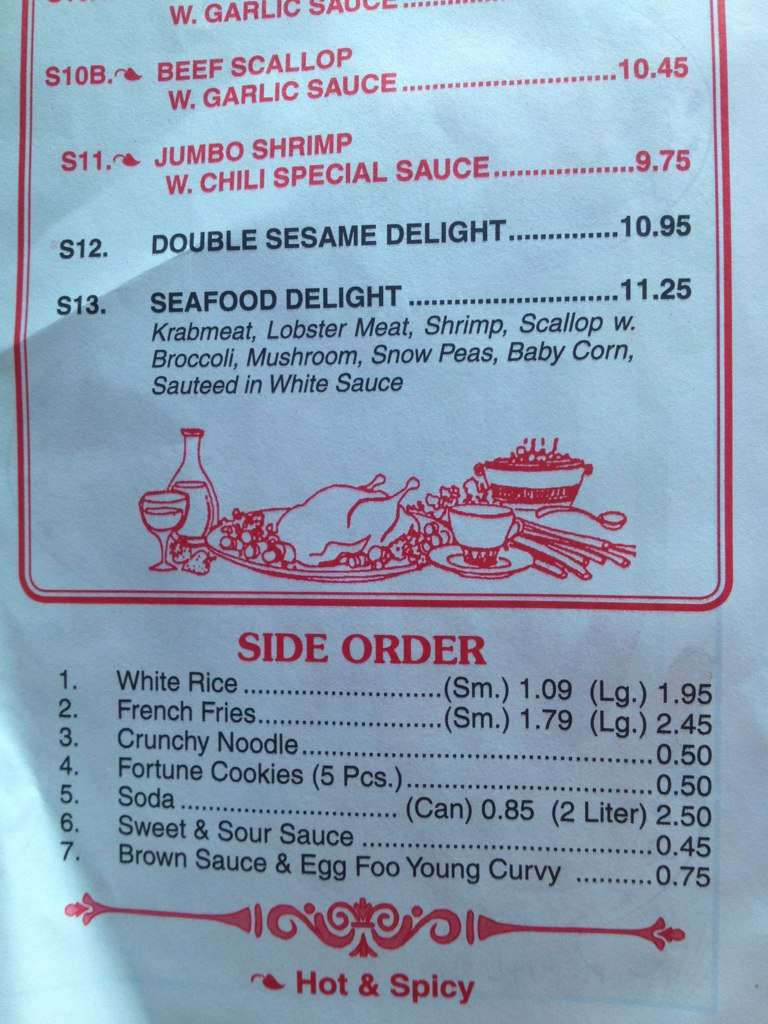 W. GARLIC SAUCE
S10B. BEEF SCALLOP
W. GARLIC SAUCE..............................10.45
S11. JUMBO SHRIMP
W. CHILI SPECIAL SAUCE...................9.75
S12. DOUBLE SESAME DELIGHT..............10.95
S13. SEAFOOD DELIGHT ...........................11.25
Krabmeat, Lobster Meat, Shrimp, Scallop w.
Broccoli, Mushroom, Snow Peas, Baby Corn,
Sauteed in White Sauce
SIDE ORDER
1. White Rice............................(Sm.) 1.09 (Lg.) 1.95
2. French Fries..........................(Sm.) 1.79 (Lg.) 2.45
3. Crunchy Noodle..................................................0.50
4. Fortune Cookies (5 Pcs.)...................................0.50
5. Soda............................... (Can) 0.85 (2 Liter) 2.50
6. Sweet & Sour Sauce .........................................0.45
7. Brown Sauce & Egg Foo Young Curvy ...........0.75
Hot & Spicy